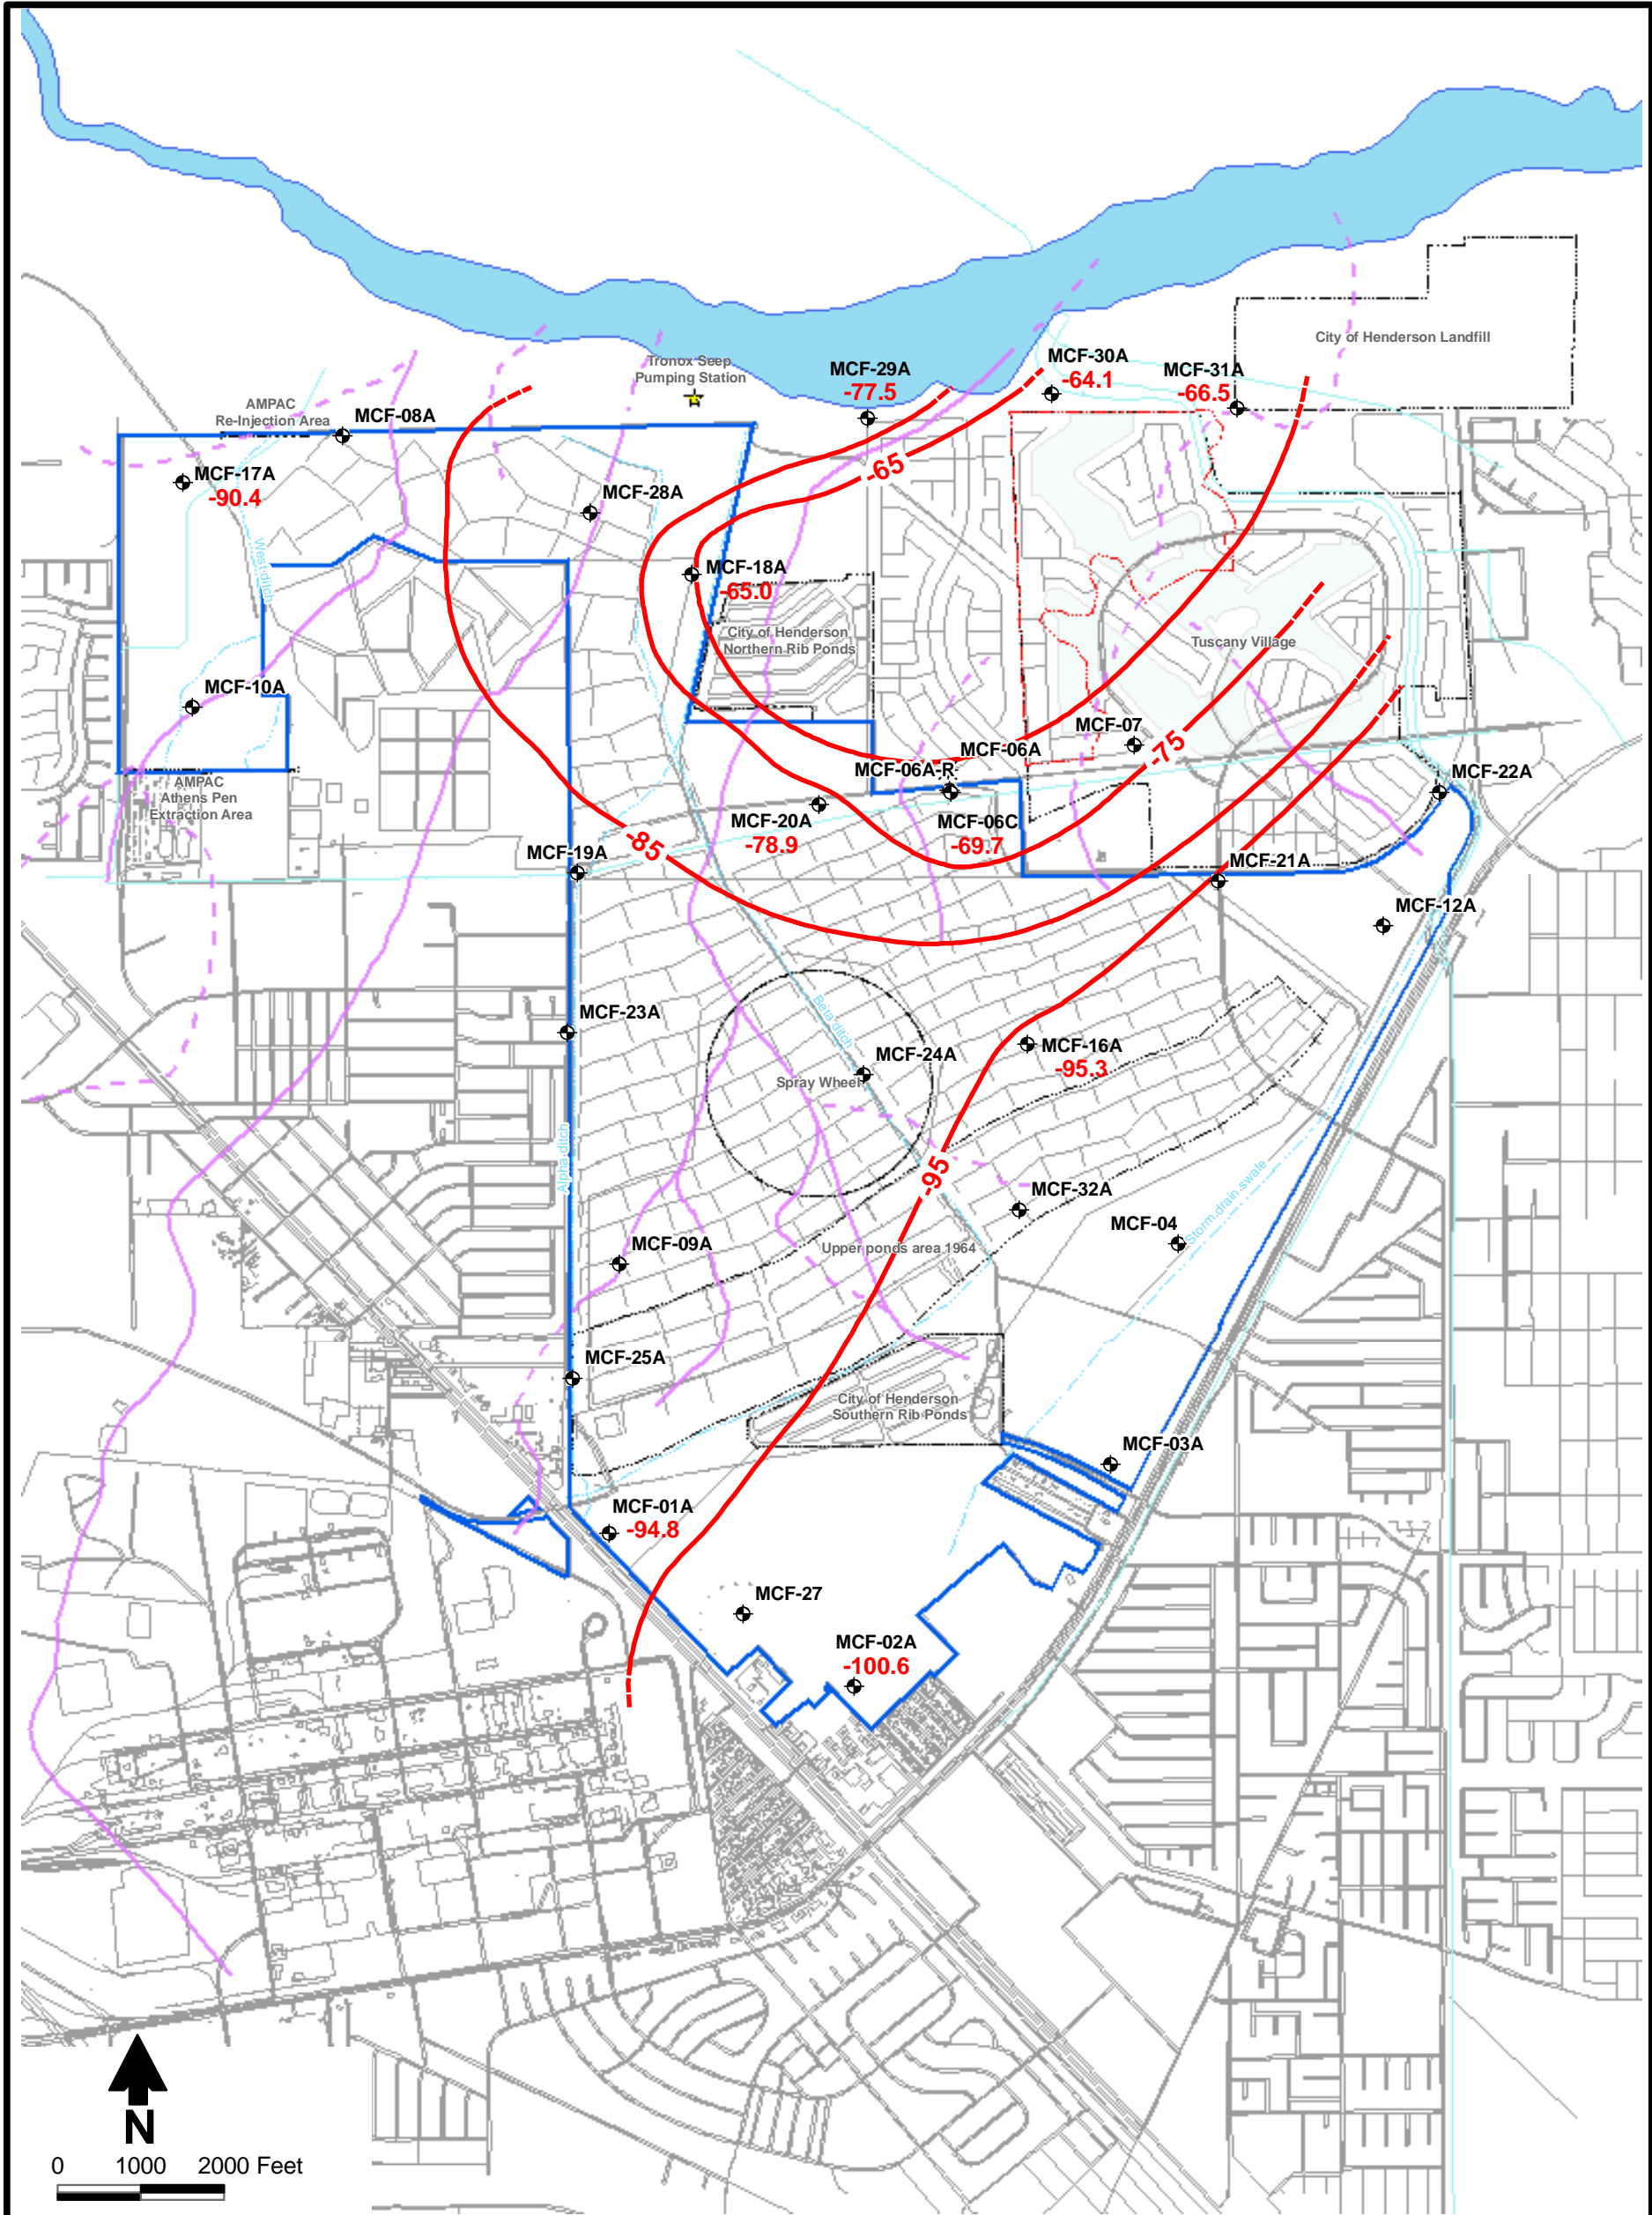 City of Henderson Landfill
Tronox Seep
Pumping Station
MCF-29A
-77.5
MCF-30A
-64.1
MCF-31A
-66.5
AMPAC
Re-Injection Area
MCF-08A
MCF-17A
-90.4
-65
MCF-28A
West ditch
MCF-18A
-65.0
City of Henderson
Northern Rib Ponds
Tuscany Village
MCF-10A
MCF-07
-75
MCF-06A
MCF-06A-R
MCF-22A
AMPAC
Athens Pen
Extraction Area
MCF-20A
-78.9
MCF-06C
-69.7
-85
MCF-19A
MCF-21A
MCF-12A
Beta ditch
MCF-23A
MCF-24A
MCF-16A
-95.3
Spray Wheel
Alpha ditch
-95
MCF-32A
Storm drain swale
MCF-04
MCF-09A
Upper ponds area 1964
MCF-25A
City of Henderson
Southern Rib Ponds
MCF-03A
MCF-01A
-94.8
MCF-27
MCF-02A
-100.6
N
0 1000 2000 Feet